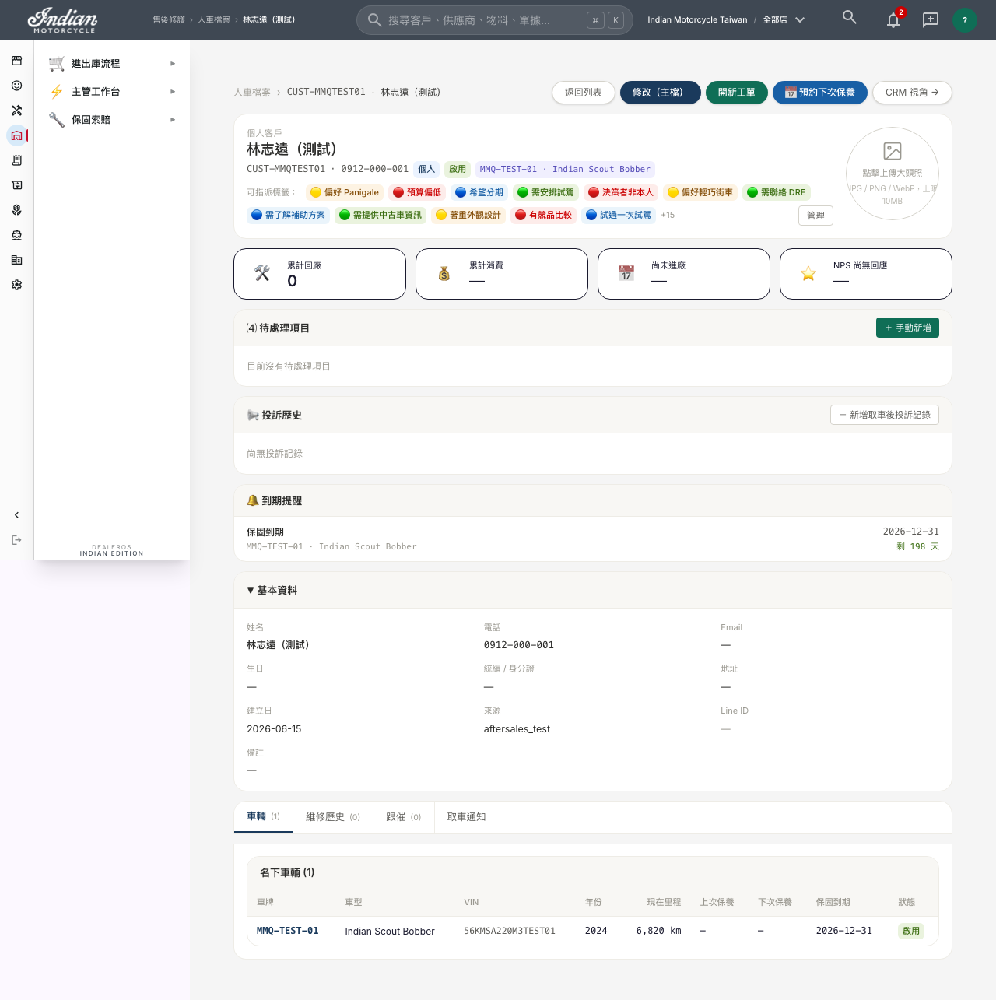 Indian
MOTORCYCLE
售後修護 › 人車檔案 › 林志遠（測試）
搜尋客戶、供應商、物料、單據... ⌘ K
Indian Motorcycle Taiwan / 全部店
2
?
進出庫流程
主管工作台
保固索賠
DEALEROS
INDIAN EDITION
人車檔案 › CUST-MMQTEST01 · 林志遠（測試）
返回列表
修改（主檔）
開新工單
📅 預約下次保養
CRM 視角 →
個人客戶
林志遠（測試）
CUST-MMQTEST01 · 0912-000-001 個人 啟用 MMQ-TEST-01 · Indian Scout Bobber
可指派標籤： 🟡 偏好 Panigale 🔴 預算偏低 🔵 希望分期 🟢 需安排試駕 🔴 決策者非本人 🟡 偏好輕巧街車 🟢 需聯絡 DRE
🔵 需了解補助方案 🟢 需提供中古車資訊 🟡 著重外觀設計 🔴 有競品比較 🔵 試過一次試駕 +15
管理
點擊上傳大頭照
JPG / PNG / WebP · 上限
10MB
累計回廠
0
累計消費
—
尚未進廠
—
NPS 尚無回應
—
⑷ 待處理項目
＋ 手動新增
目前沒有待處理項目
📢 投訴歷史
＋ 新增取車後投訴記錄
尚無投訴記錄
🔔 到期提醒
保固到期 2026-12-31
MMQ-TEST-01 · Indian Scout Bobber 剩 198 天
▼ 基本資料
姓名 電話 Email
林志遠（測試） 0912-000-001 —
生日 統編 / 身分證 地址
— — —
建立日 來源 Line ID
2026-06-15 aftersales_test —
備註
—
車輛 (1) 維修歷史 (0) 跟催 (0) 取車通知
名下車輛 (1)
車牌 車型 VIN 年份 現在里程 上次保養 下次保養 保固到期 狀態
MMQ-TEST-01 Indian Scout Bobber 56KMSA220M3TEST01 2024 6,820 km — — 2026-12-31 啟用